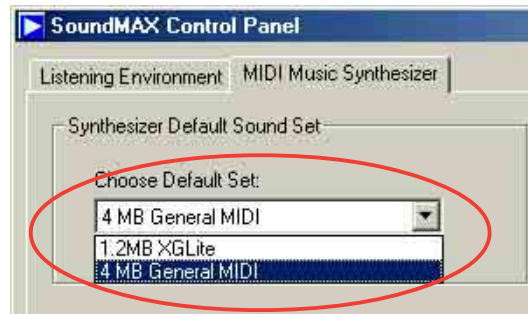 SoundMAX Control Panel
Listening Environment MIDI Music Synthesizer
Synthesizer Default Sound Set
Choose Default Set:
4 MB General MIDI
1.2MB XGLite
4 MB General MIDI